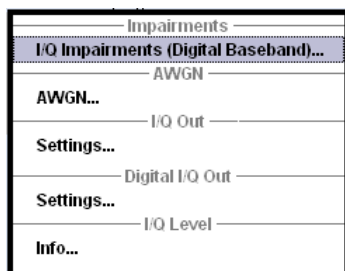 Impairments
I/Q Impairments (Digital Baseband)...
AWGN
AWGN...
I/Q Out
Settings...
Digital I/Q Out
Settings...
I/Q Level
Info...